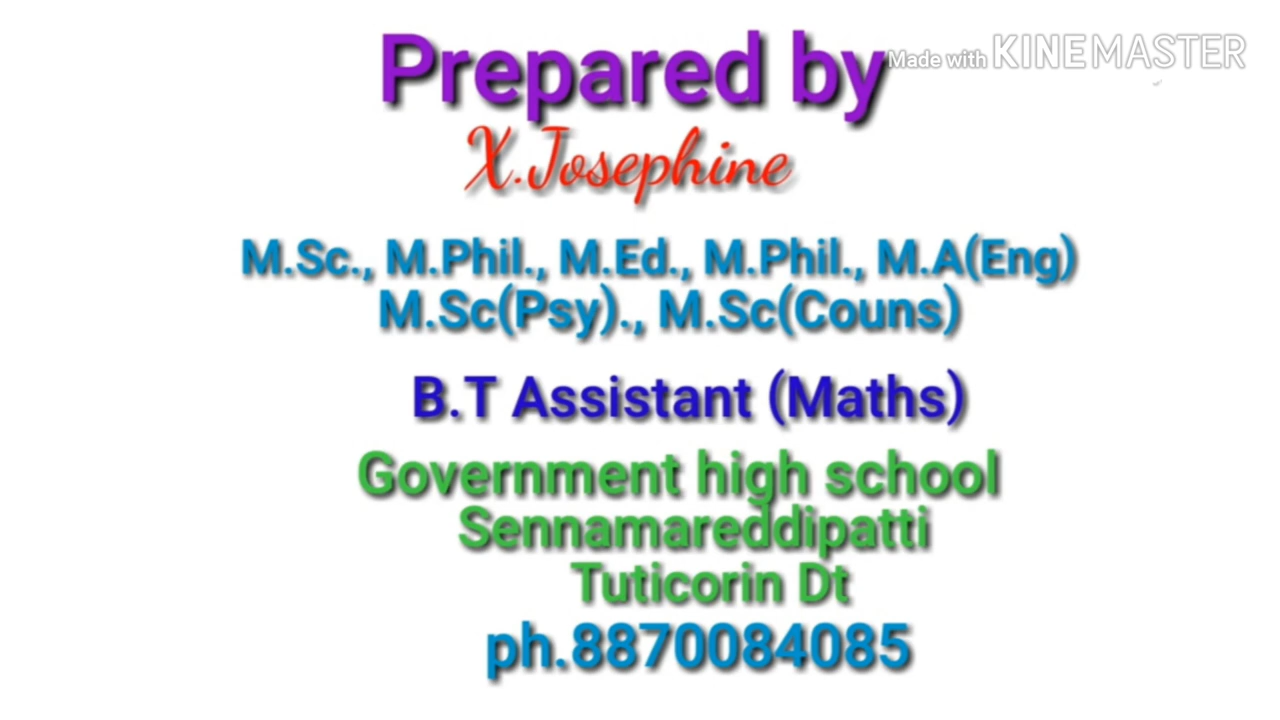 Prepared by
Made with KINEMASTER
X.Josephine
M.Sc., M.Phil., M.Ed., M.Phil., M.A(Eng)
M.Sc(Psy)., M.Sc(Couns)
B.T Assistant (Maths)
Government high school
Sennamareddipatti
Tuticorin Dt
ph.8870084085